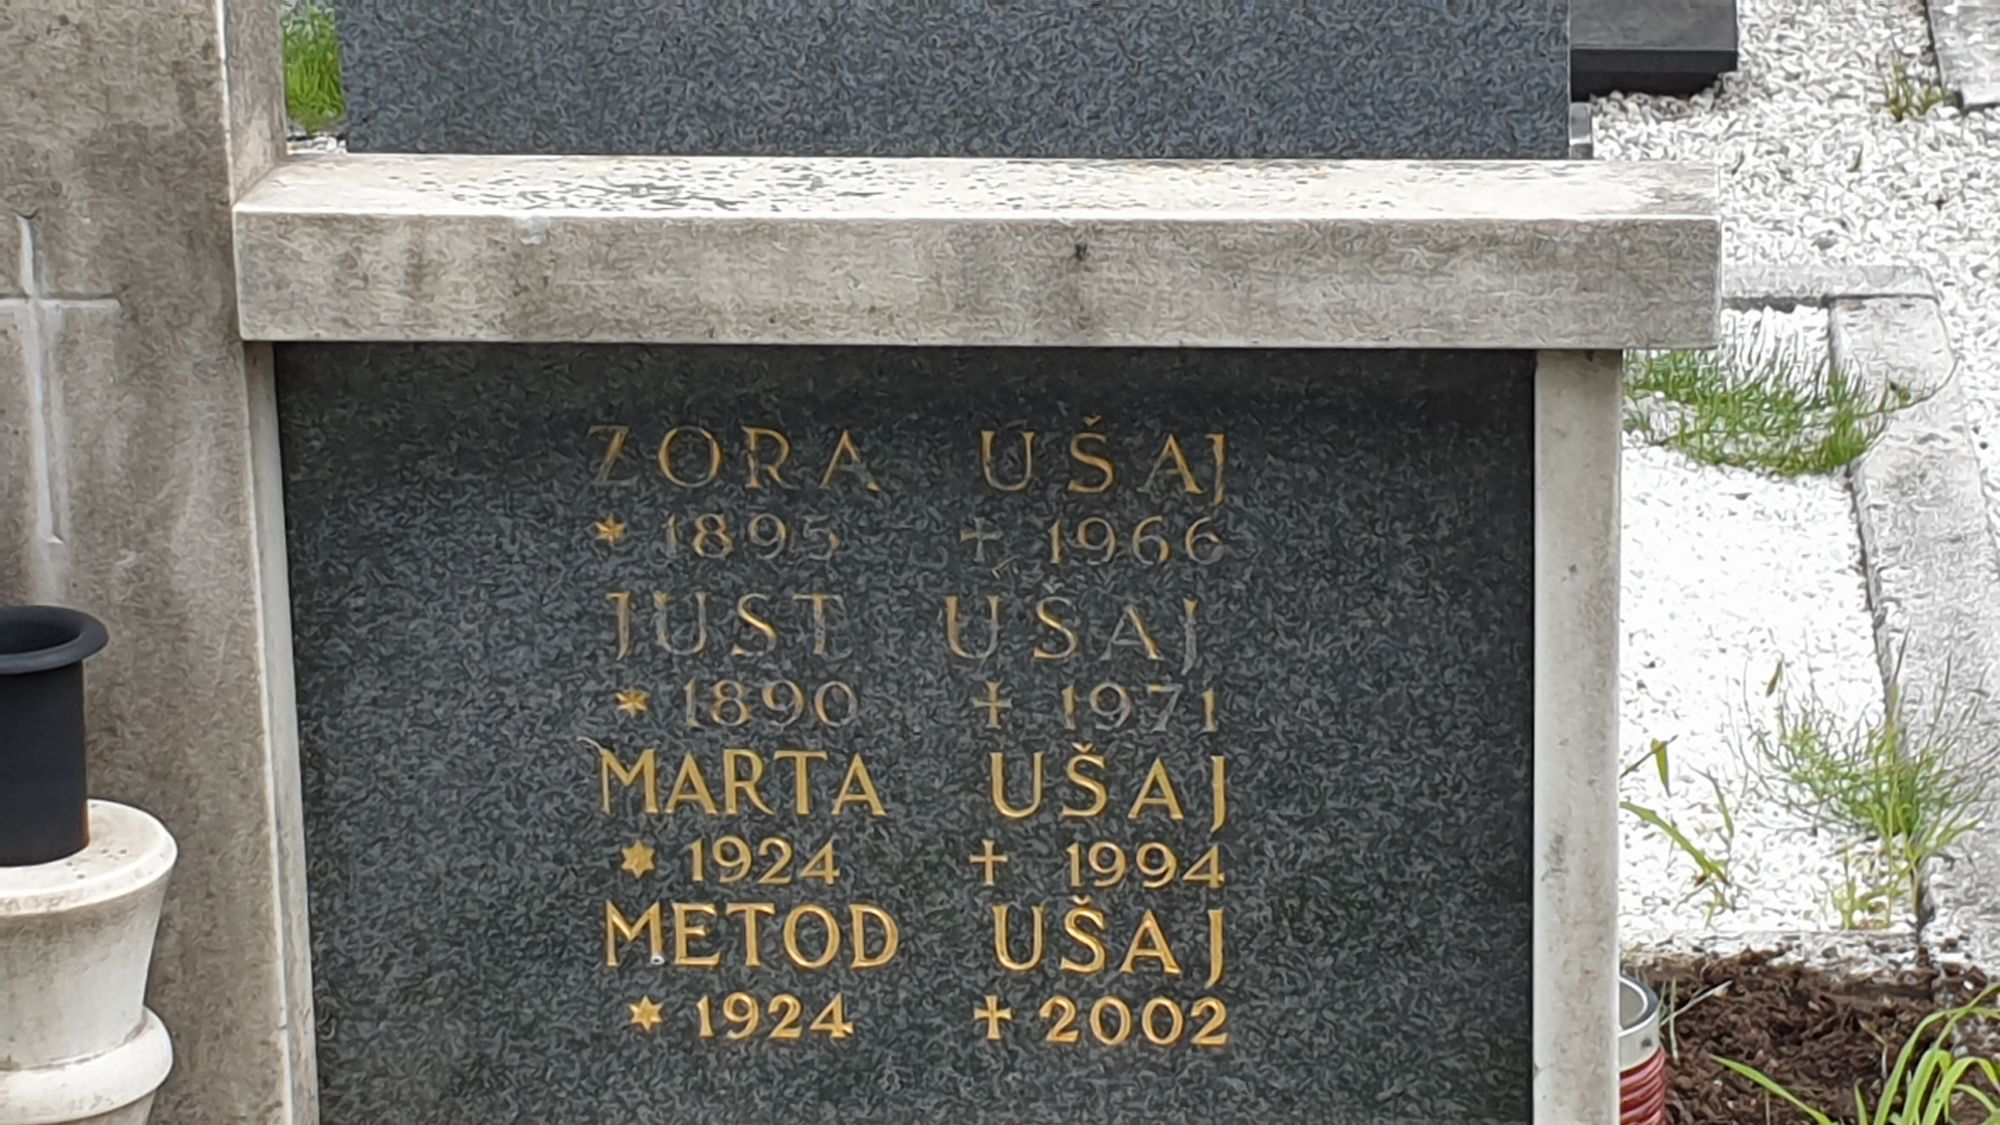 ZORA UŠAJ
* 1895 + 1966
JUST UŠAJ
* 1890 + 1971
MARTA UŠAJ
* 1924 + 1994
METOD UŠAJ
* 1924 + 2002